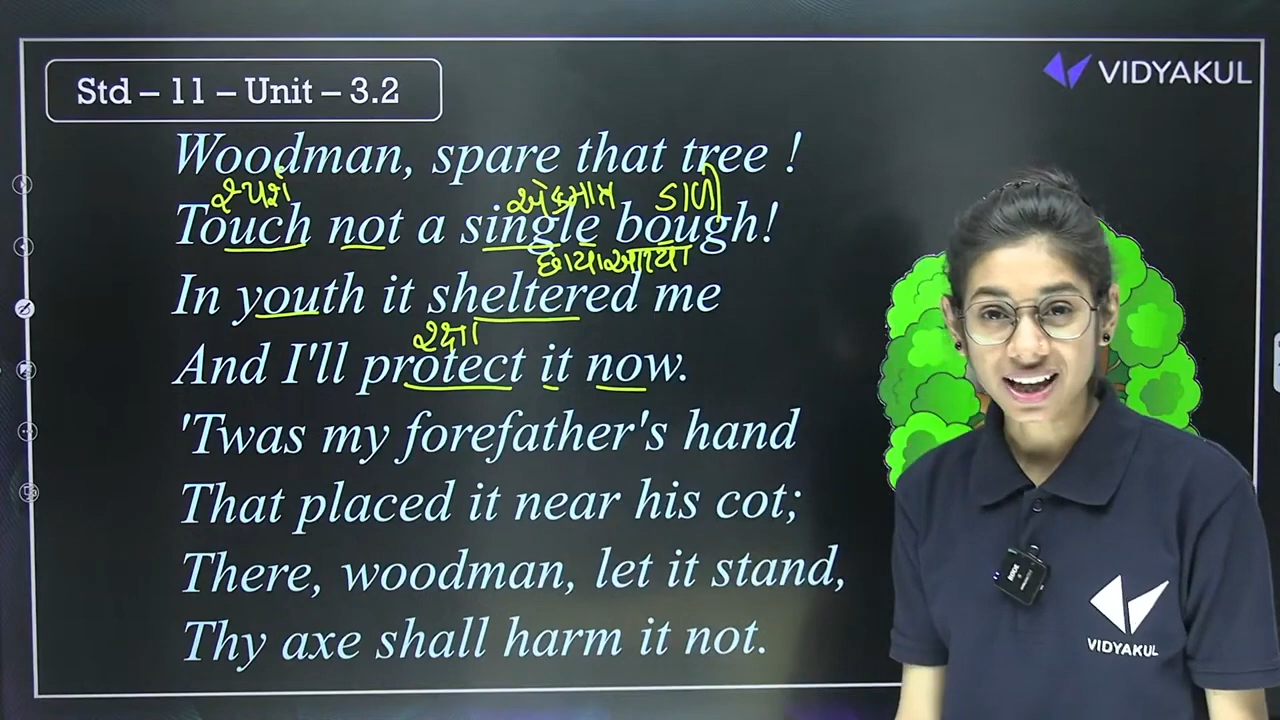 Std – 11 – Unit – 3.2
VIDYAKUL
Woodman, spare that tree !
સ્પર્શ એકમાત્ર ડાળી
Touch not a single bough!
છાયા આપવા
In youth it sheltered me
રક્ષા
And I'll protect it now.
'Twas my forefather's hand
That placed it near his cot;
There, woodman, let it stand,
Thy axe shall harm it not.
VIDYAKUL